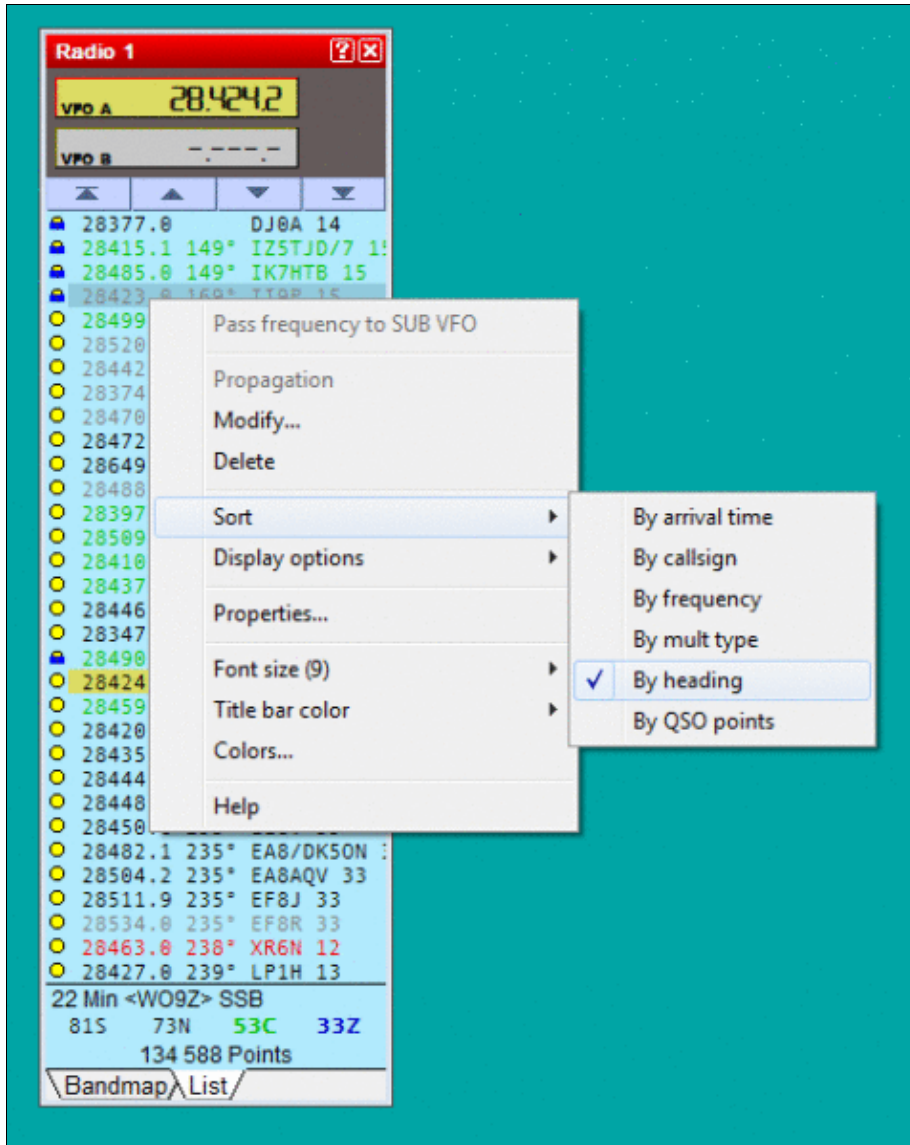 Radio 1
VFO A 28.424.2
VFO B -.---.-
28377.0 DJ0A 14
28415.1 149° IZ5TJD/7
28485.0 149° IK7HTB 15
28423.0 169° IT9R 15
28499
28520
28442
28374
28470
28472
28649
28488
28397
28509
28410
28437
28446
28347
28490
28424
28459
28420
28435
28444
28448
28450
28482.1 235° EA8/DK5ON
28504.2 235° EA8AQV 33
28511.9 235° EF8J 33
28534.0 235° EF8R 33
28463.0 238° XR6N 12
28427.0 239° LP1H 13
22 Min <WO9Z> SSB
81S 73N 53C 33Z
134 588 Points
Bandmap List
Pass frequency to SUB VFO
Propagation
Modify...
Delete
Sort
Display options
Properties...
Font size (9)
Title bar color
Colors...
Help
By arrival time
By callsign
By frequency
By mult type
By heading
By QSO points